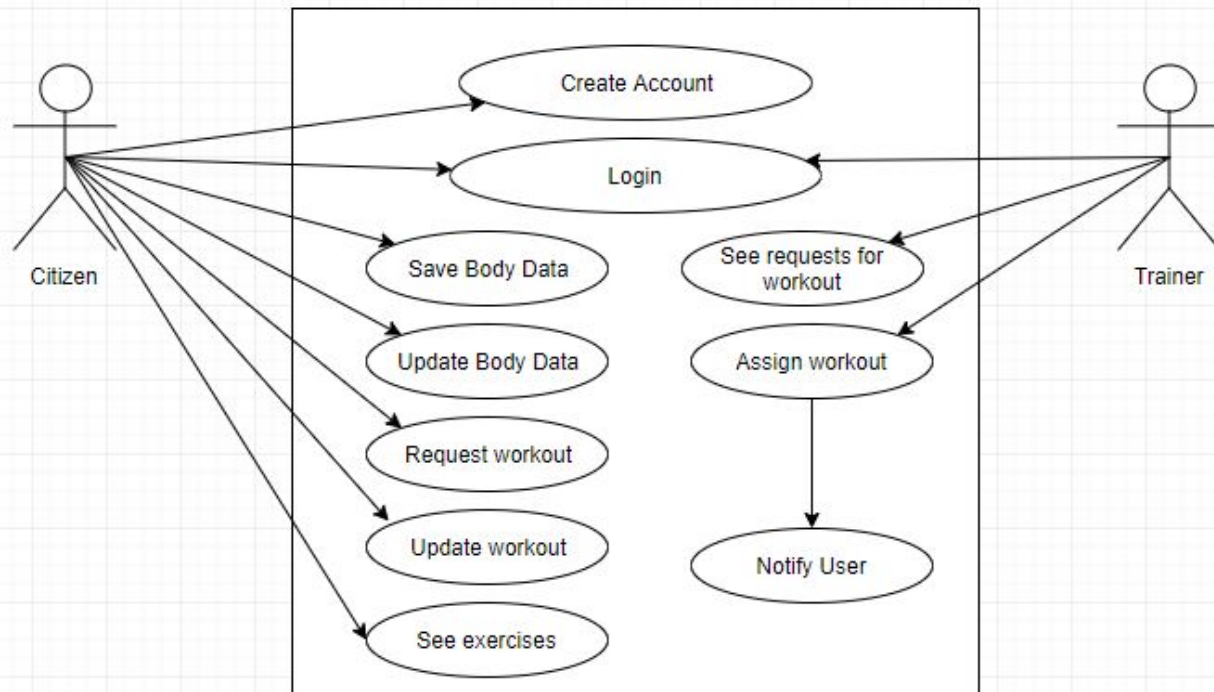 Create Account
Login
Citizen
Save Body Data
See requests for
workout
Trainer
Update Body Data
Assign workout
Request workout
Update workout
Notify User
See exercises